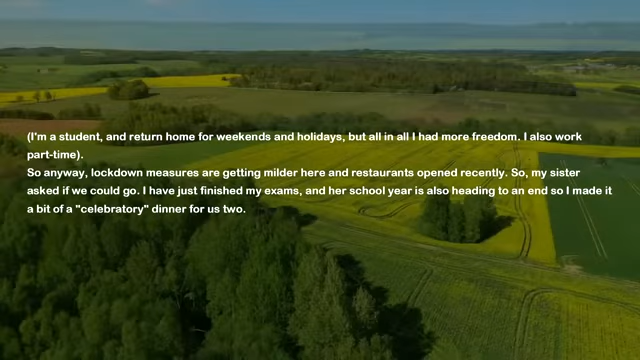 (I'm a student, and return home for weekends and holidays, but all in all I had more freedom. I also work
part-time).
So anyway, lockdown measures are getting milder here and restaurants opened recently. So, my sister
asked if we could go. I have just finished my exams, and her school year is also heading to an end so I made it
a bit of a "celebratory" dinner for us two.